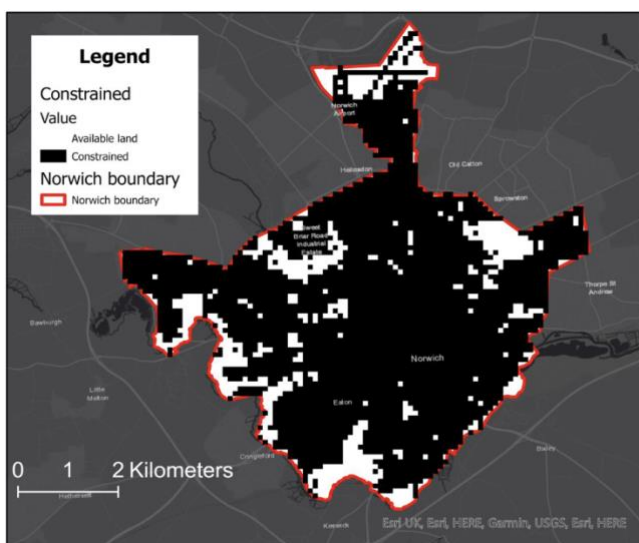 Legend
Constrained
Value
Available land
Constrained
Norwich boundary
Norwich boundary
Norwich
Airport
Hellesdon
Old Catton
Sprowston
Sweet
Briar Road
Industrial
Estate
Thorpe St
Andrew
Bawburgh
Norwich
Little
Melton
Eaton
Cringleford
Bixley
0 1 2 Kilometers
Hethersett
Keswick
Esri UK, Esri, HERE, Garmin, USGS, Esri, HERE